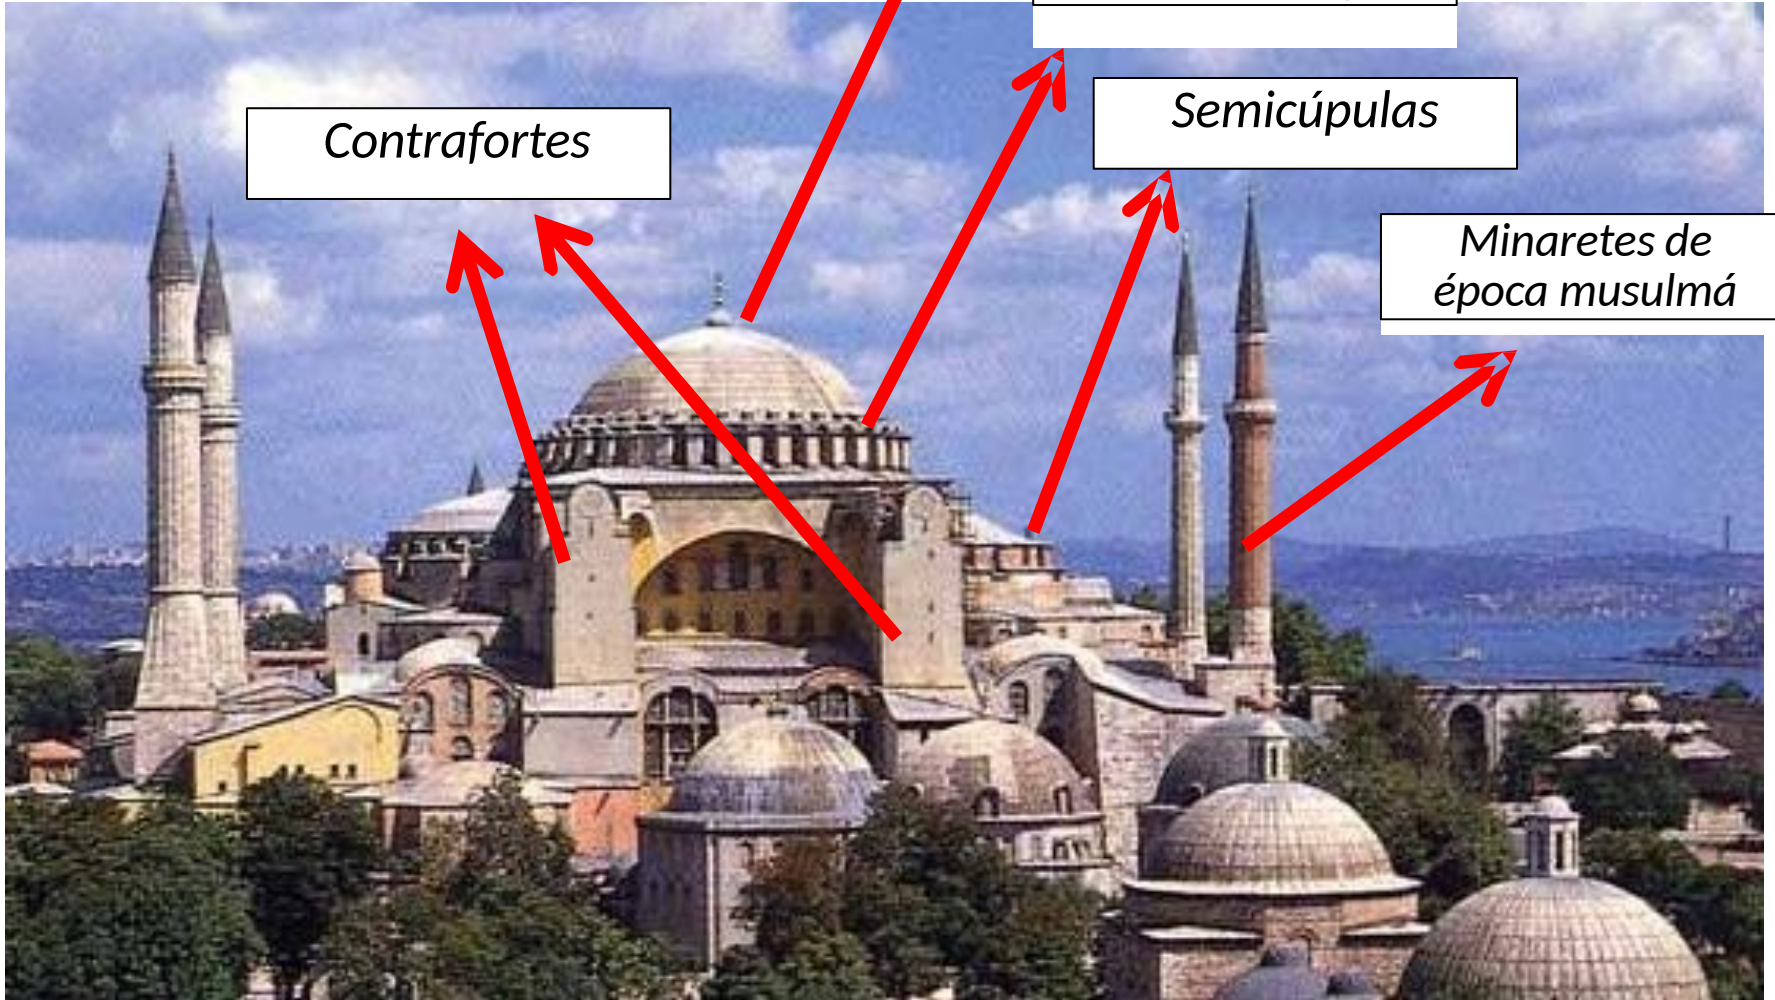 Contrafortes
Semicúpulas
Minaretes de
época musulmá